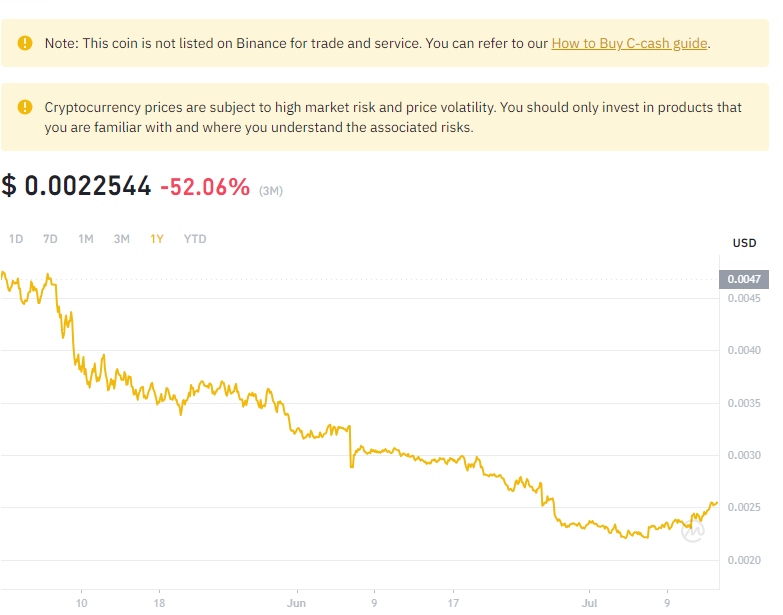 Note: This coin is not listed on Binance for trade and service. You can refer to our How to Buy C-cash guide.
Cryptocurrency prices are subject to high market risk and price volatility. You should only invest in products that
you are familiar with and where you understand the associated risks.
$ 0.0022544 -52.06% (3M)
1D 7D 1M 3M 1Y YTD
USD
0.0047
0.0045
0.0040
0.0035
0.0030
0.0025
0.0020
10 18 Jun 9 17 Jul 9